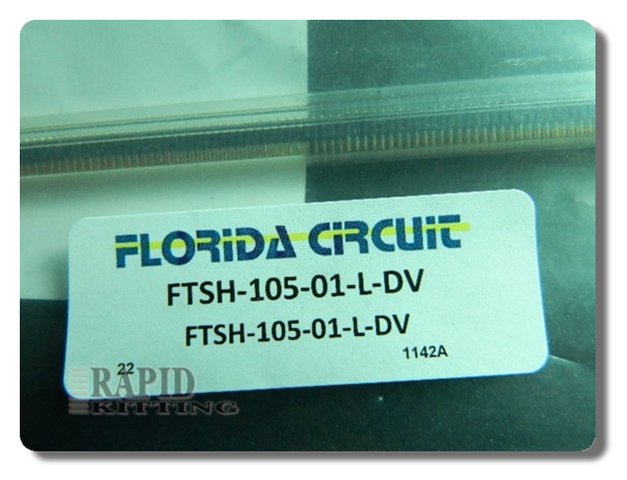 FLORIDA CIRCUIT
FTSH-105-01-L-DV
FTSH-105-01-L-DV
22
1142A
RAPID
KITTING